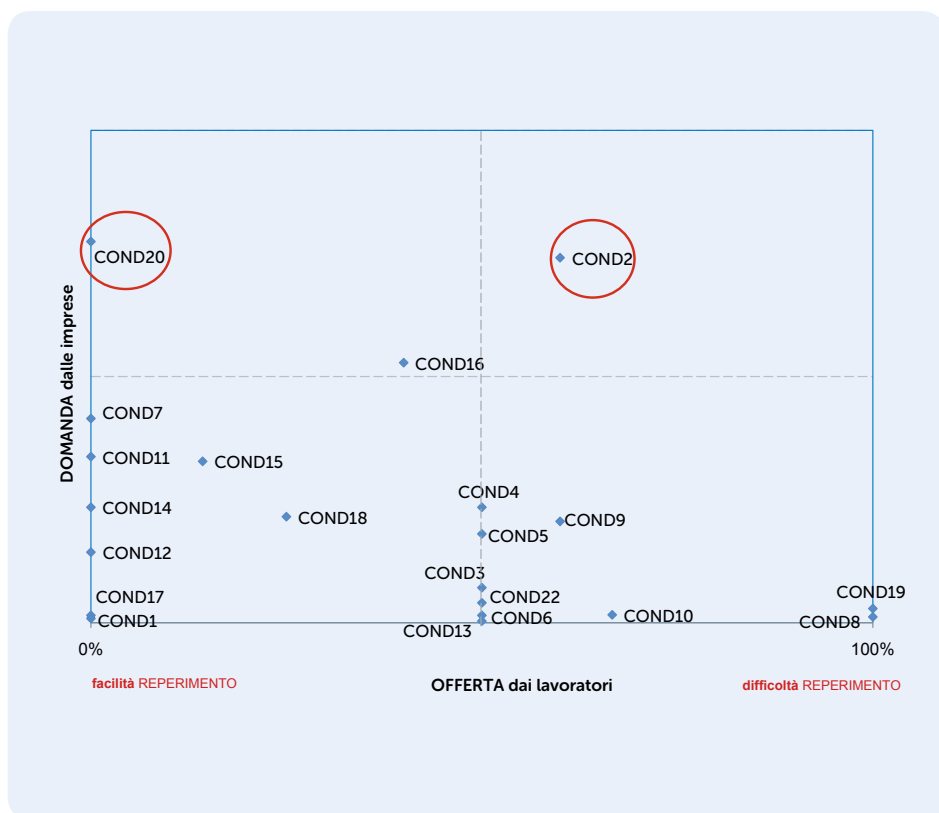 COND20
COND2
COND16
DOMANDA dalle imprese
COND7
COND11
COND15
COND4
COND14
COND18
COND9
COND5
COND12
COND3
COND19
COND17
COND22
COND10
COND6
COND1
COND8
COND13
0%
100%
facilità REPERIMENTO
OFFERTA dai lavoratori
difficoltà REPERIMENTO